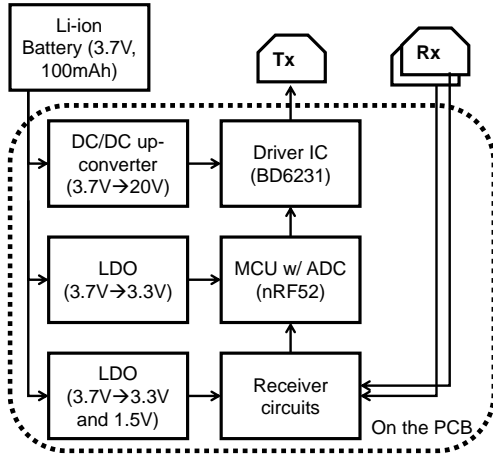 Li-ion
Battery (3.7V,
100mAh)
Tx
Rx
DC/DC up-
converter
(3.7V→20V)
Driver IC
(BD6231)
LDO
(3.7V→3.3V)
MCU w/ ADC
(nRF52)
LDO
(3.7V→3.3V
and 1.5V)
Receiver
circuits
On the PCB